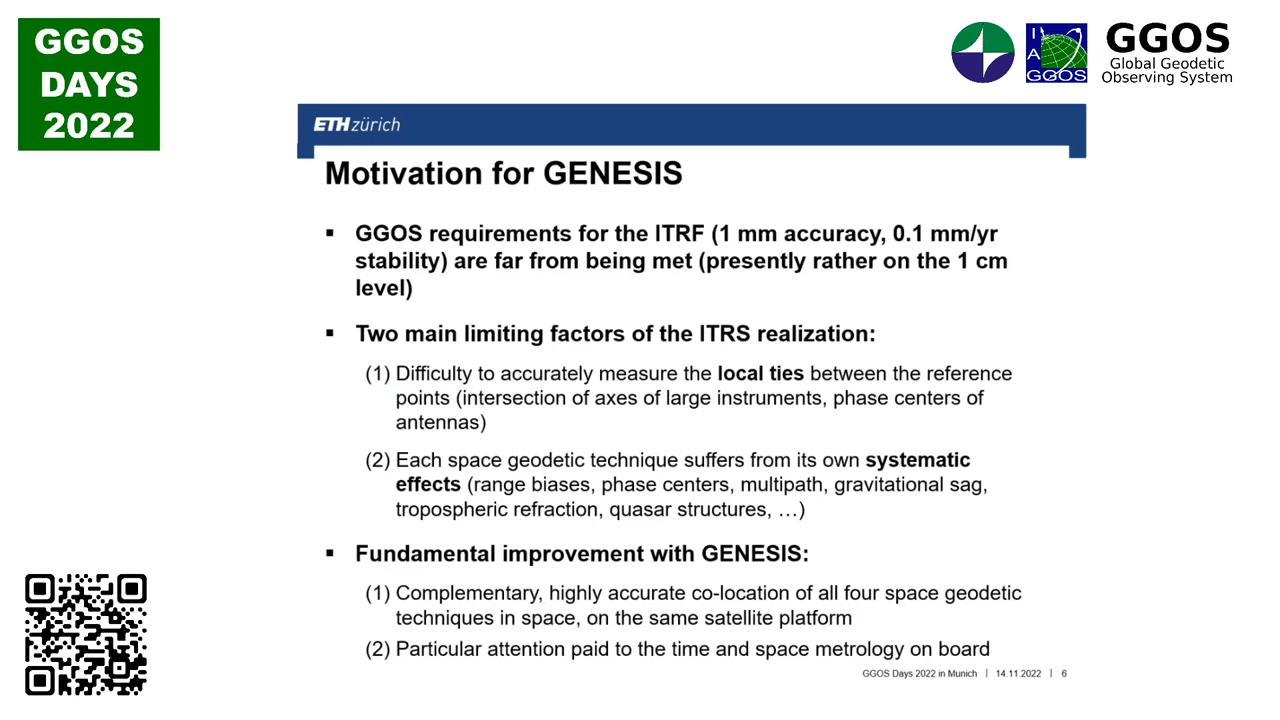 GGOS
DAYS
2022
I
A
GGOS
GGOS
Global Geodetic
Observing System
ETH zürich
Motivation for GENESIS
▪ GGOS requirements for the ITRF (1 mm accuracy, 0.1 mm/yr
stability) are far from being met (presently rather on the 1 cm
level)
▪ Two main limiting factors of the ITRS realization:
(1) Difficulty to accurately measure the local ties between the reference
points (intersection of axes of large instruments, phase centers of
antennas)
(2) Each space geodetic technique suffers from its own systematic
effects (range biases, phase centers, multipath, gravitational sag,
tropospheric refraction, quasar structures, …)
▪ Fundamental improvement with GENESIS:
(1) Complementary, highly accurate co-location of all four space geodetic
techniques in space, on the same satellite platform
(2) Particular attention paid to the time and space metrology on board
GGOS Days 2022 in Munich | 14.11.2022 | 6